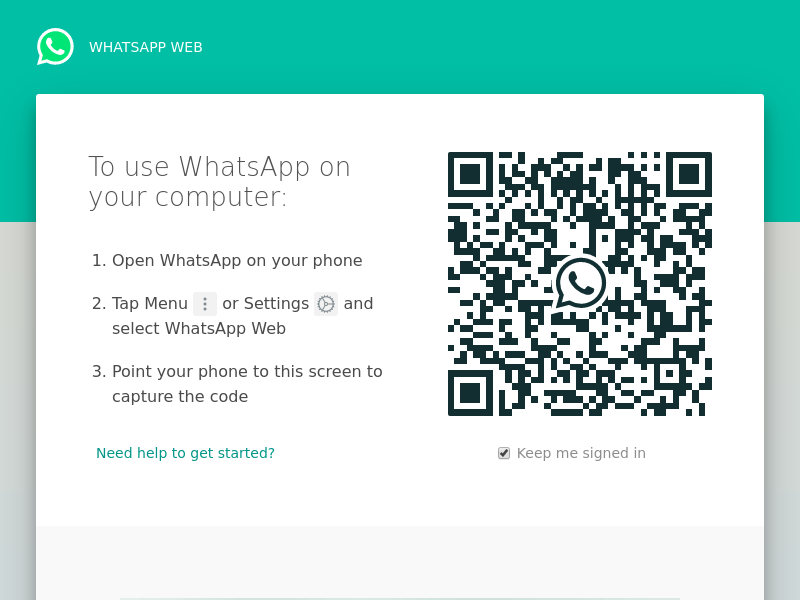 WHATSAPP WEB
To use WhatsApp on
your computer:
1. Open WhatsApp on your phone
2. Tap Menu or Settings and
select WhatsApp Web
3. Point your phone to this screen to
capture the code
Need help to get started?
Keep me signed in